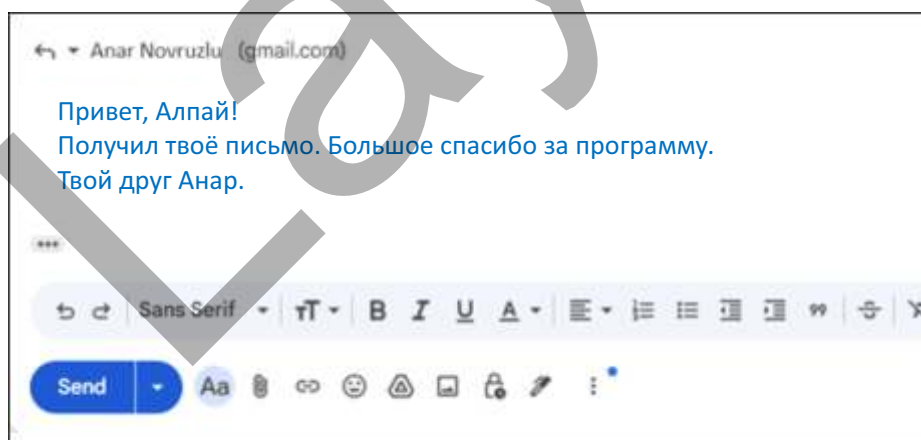 Anar Novruzlu (gmail.com)
Привет, Алпай!
Получил твоё письмо. Большое спасибо за программу.
Твой друг Анар.
Sans Serif
Send
Aa